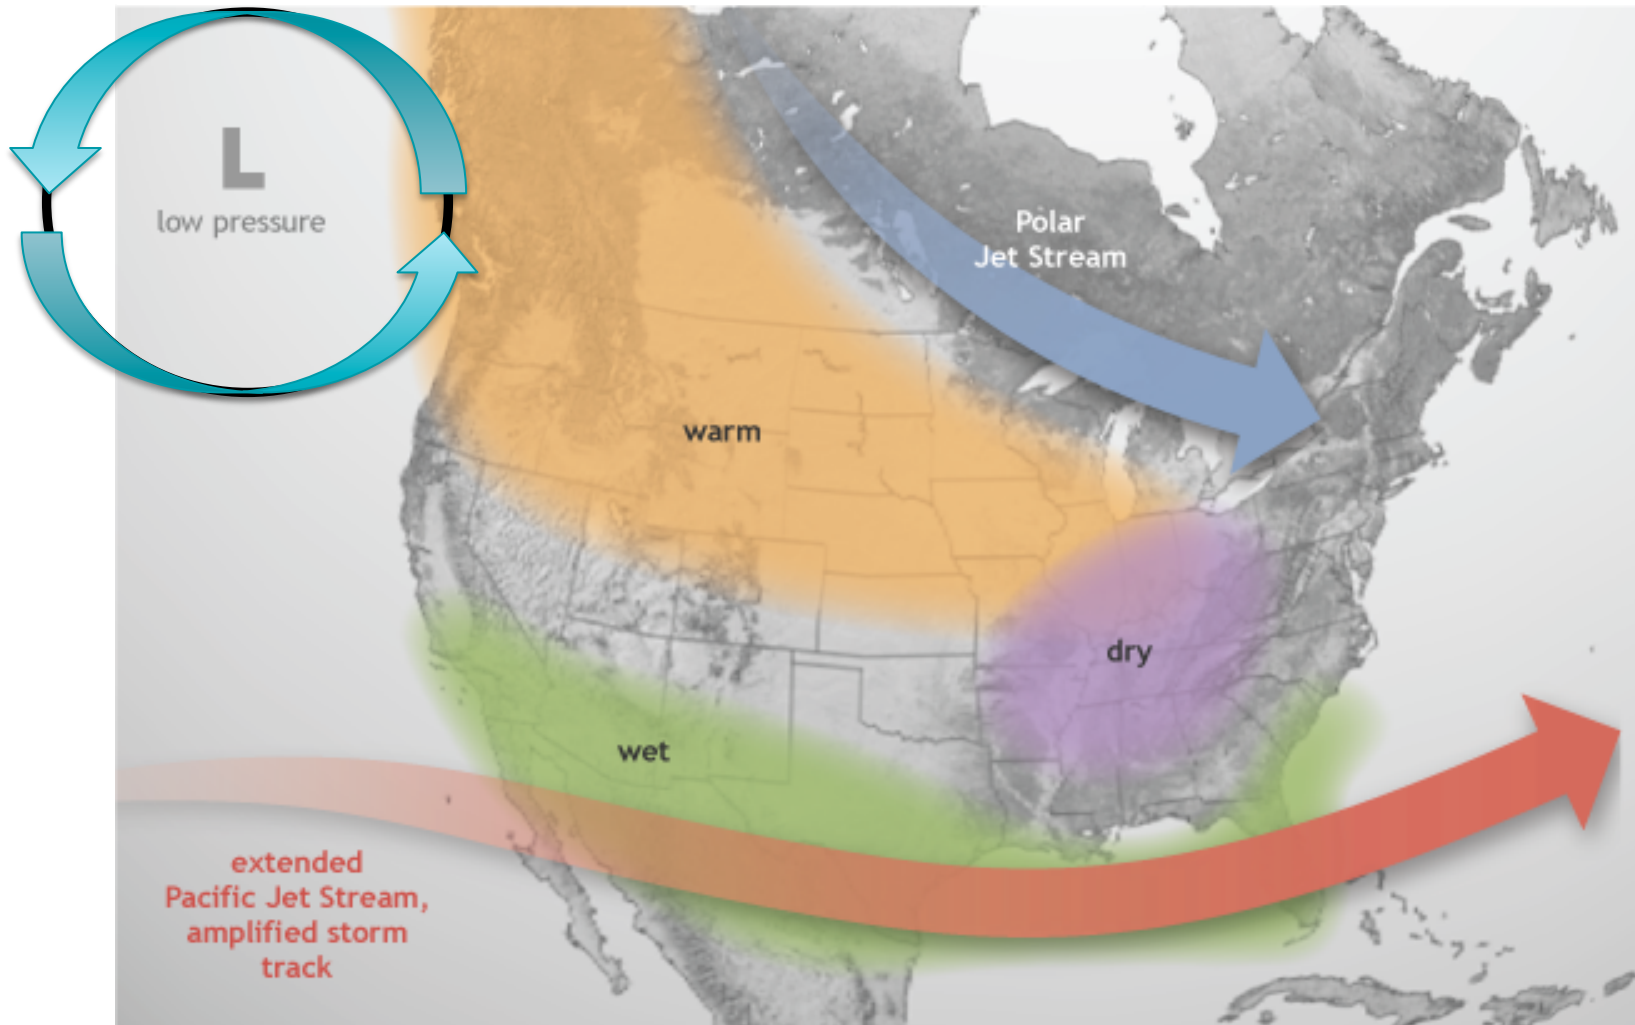 L
low pressure
Polar
Jet Stream
warm
dry
wet
extended
Pacific Jet Stream,
amplified storm
track